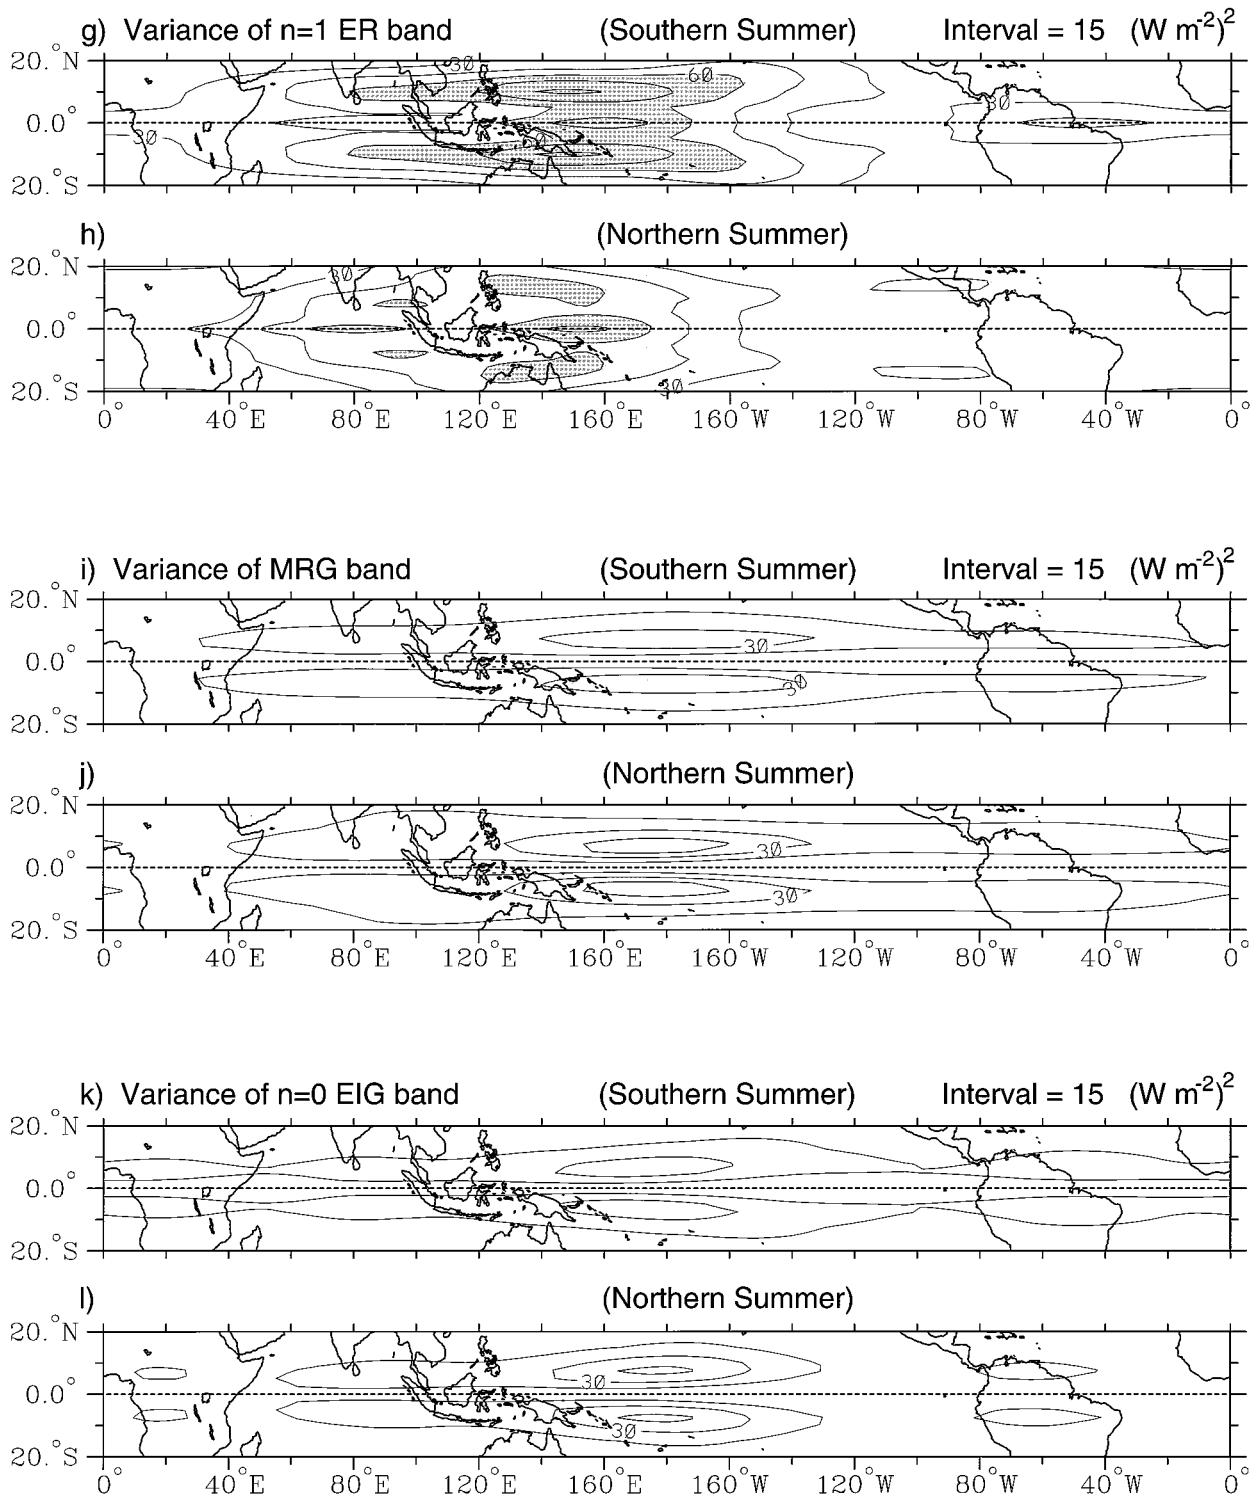 g) Variance of n=1 ER band (Southern Summer) Interval = 15 (W m⁻²)²
20.°N
30
60
30
0.0°
30
20.°S
h) (Northern Summer)
20.°N
30
0.0°
20.°S
30
0° 40°E 80°E 120°E 160°E 160°W 120°W 80°W 40°W 0°
i) Variance of MRG band (Southern Summer) Interval = 15 (W m⁻²)²
20.°N
30
0.0°
30
20.°S
j) (Northern Summer)
20.°N
30
0.0°
30
20.°S
0° 40°E 80°E 120°E 160°E 160°W 120°W 80°W 40°W 0°
k) Variance of n=0 EIG band (Southern Summer) Interval = 15 (W m⁻²)²
20.°N
0.0°
20.°S
l) (Northern Summer)
20.°N
30
0.0°
30
20.°S
0° 40°E 80°E 120°E 160°E 160°W 120°W 80°W 40°W 0°